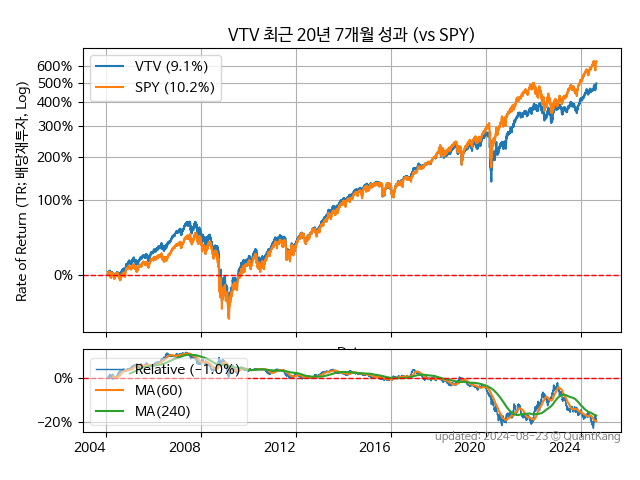 VTV 최근 20년 7개월 성과 (vs SPY)
Rate of Return (TR: 배당재투자, Log)
600%
500%
400%
300%
200%
100%
0%
VTV (9.1%)
SPY (10.2%)
0%
−20%
Relative (−1.0%)
MA(60)
MA(240)
2004
2008
2012
2016
2020
2024
updated: 2024-08-23 © QuantKang